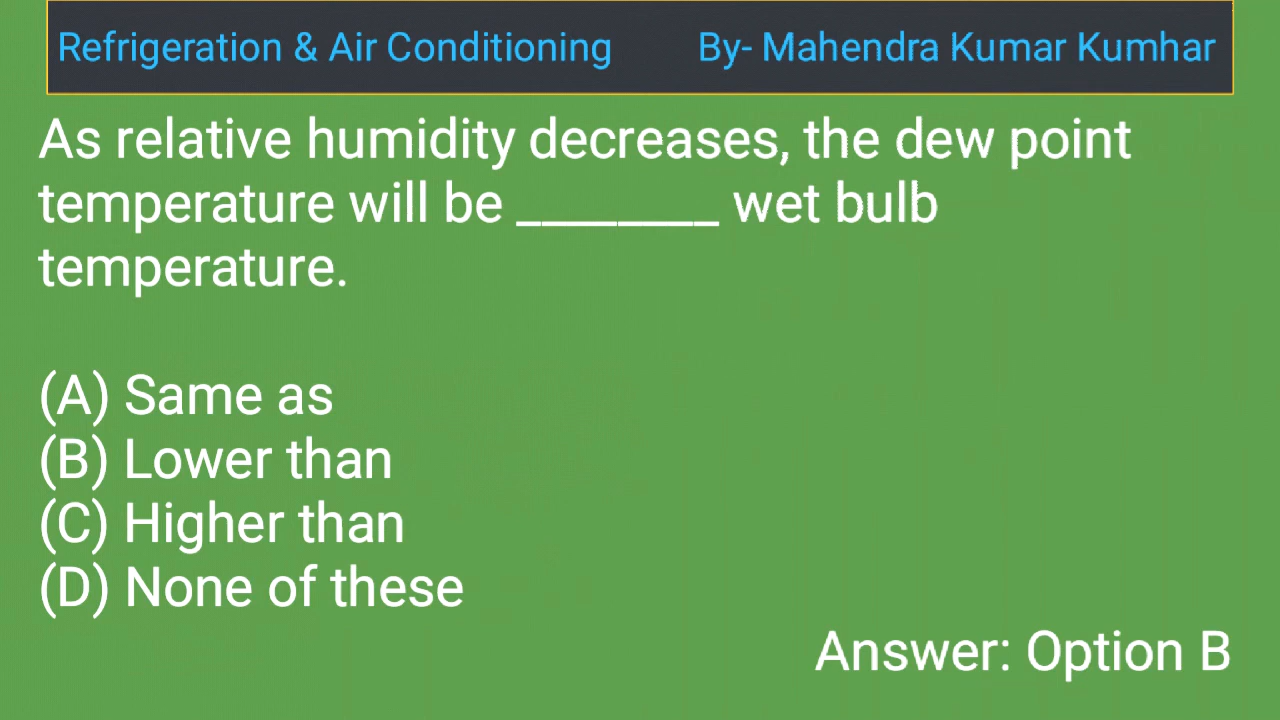 Refrigeration & Air Conditioning By- Mahendra Kumar Kumhar
As relative humidity decreases, the dew point
temperature will be ________ wet bulb
temperature.
(A) Same as
(B) Lower than
(C) Higher than
(D) None of these
Answer: Option B